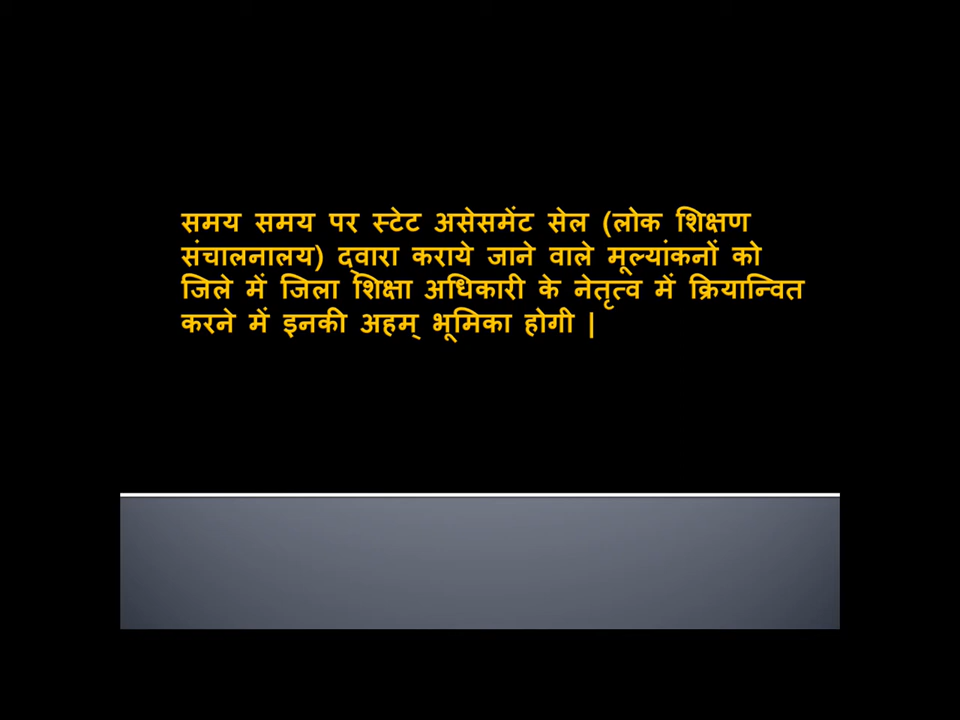 समय समय पर स्टेट असेसमेंट सेल (लोक शिक्षण
संचालनालय) द्वारा कराये जाने वाले मूल्यांकनों को
जिले में जिला शिक्षा अधिकारी के नेतृत्व में क्रियान्वित
करने में इनकी अहम् भूमिका होगी |